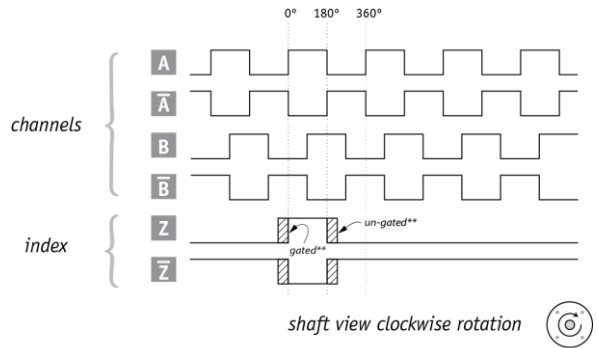 0° 180° 360°
A
A̅
channels
B
B̅
Z
un-gated**
index
gated**
Z̅
shaft view clockwise rotation